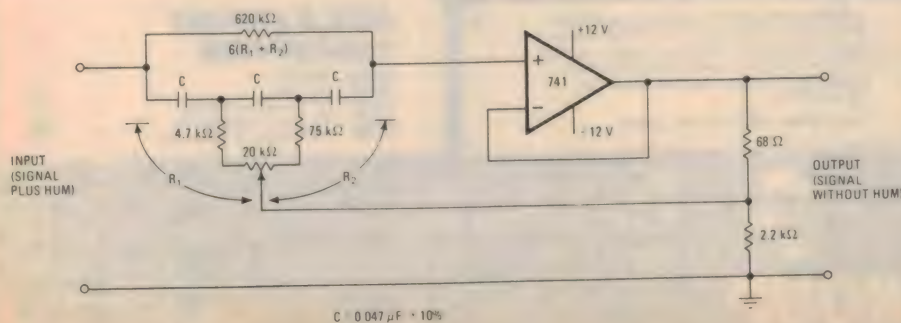 620 kΩ
6(R₁ + R₂)
C
C
C
4.7 kΩ
75 kΩ
20 kΩ
R₁
R₂
INPUT
(SIGNAL
PLUS HUM)
+12 V
+
741
−
-12 V
68 Ω
OUTPUT
(SIGNAL
WITHOUT HUM)
2.2 kΩ
C = 0.047 μF ± 10%